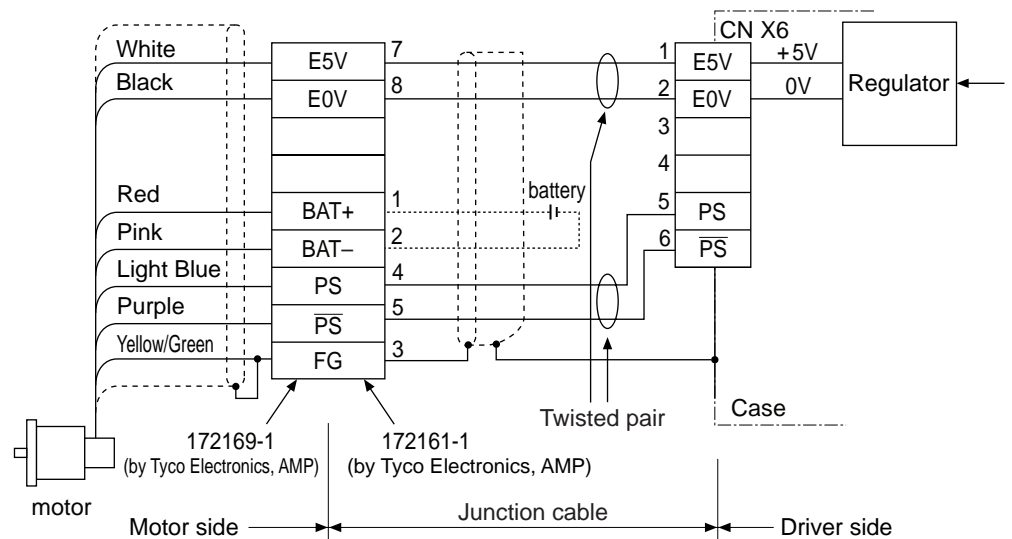 CN X6
White
E5V
7
1
E5V
+5V
Black
E0V
8
2
E0V
0V
Regulator
3
4
Red
BAT+
1
battery
5
PS
Pink
BAT–
2
6
P̅S̅
Light Blue
PS
4
Purple
P̅S̅
5
Yellow/Green
FG
3
Twisted pair
Case
172169-1
(by Tyco Electronics, AMP)
172161-1
(by Tyco Electronics, AMP)
motor
Motor side
Junction cable
Driver side